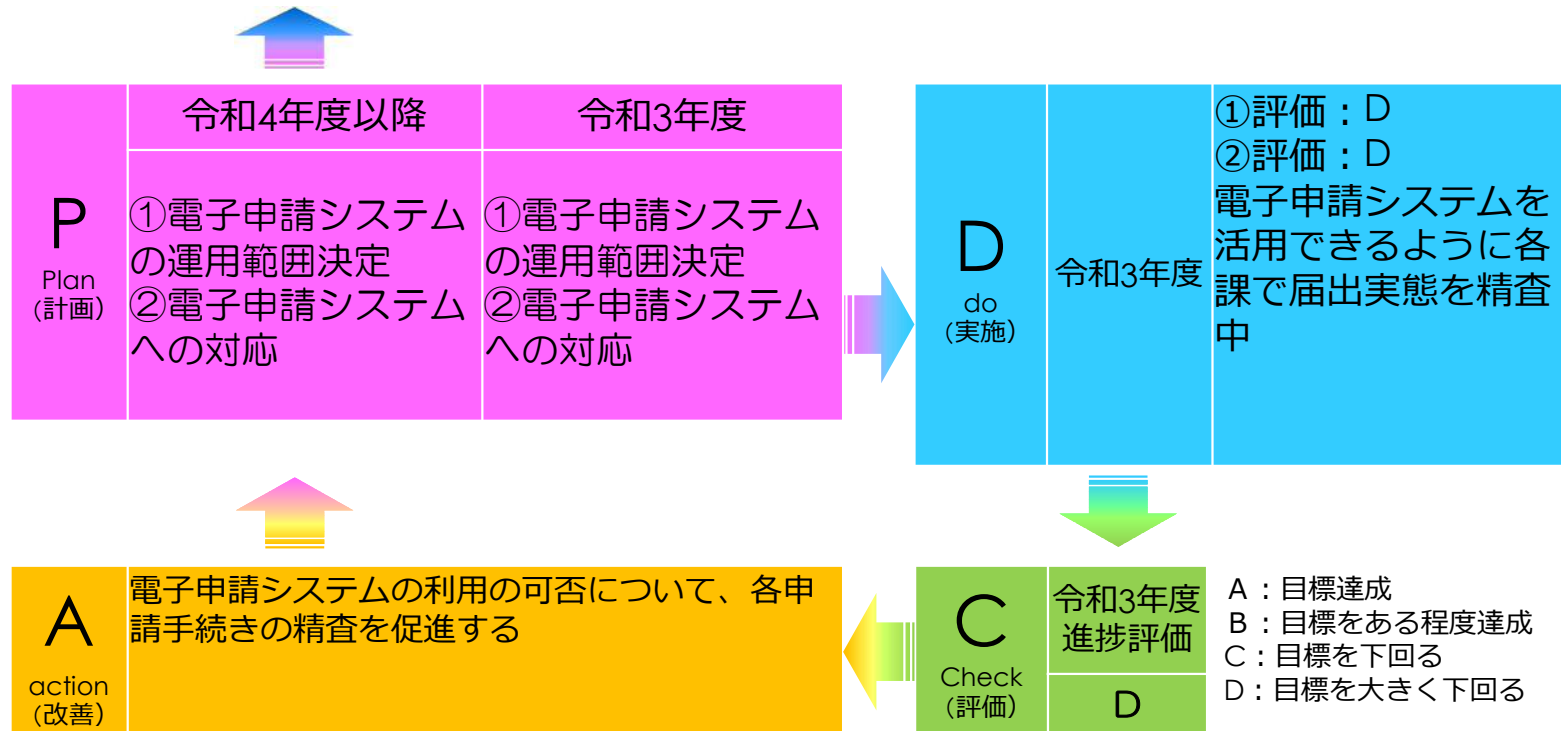 P
Plan
(計画)
令和4年度以降
①電子申請システム
の運用範囲決定
②電子申請システム
への対応
令和3年度
①電子申請システム
の運用範囲決定
②電子申請システム
への対応
D
do
(実施)
令和3年度
①評価：D
②評価：D
電子申請システムを
活用できるように各
課で届出実態を精査
中
A
action
(改善)
電子申請システムの利用の可否について、各申
請手続きの精査を促進する
C
Check
(評価)
令和3年度
進捗評価
D
A：目標達成
B：目標をある程度達成
C：目標を下回る
D：目標を大きく下回る